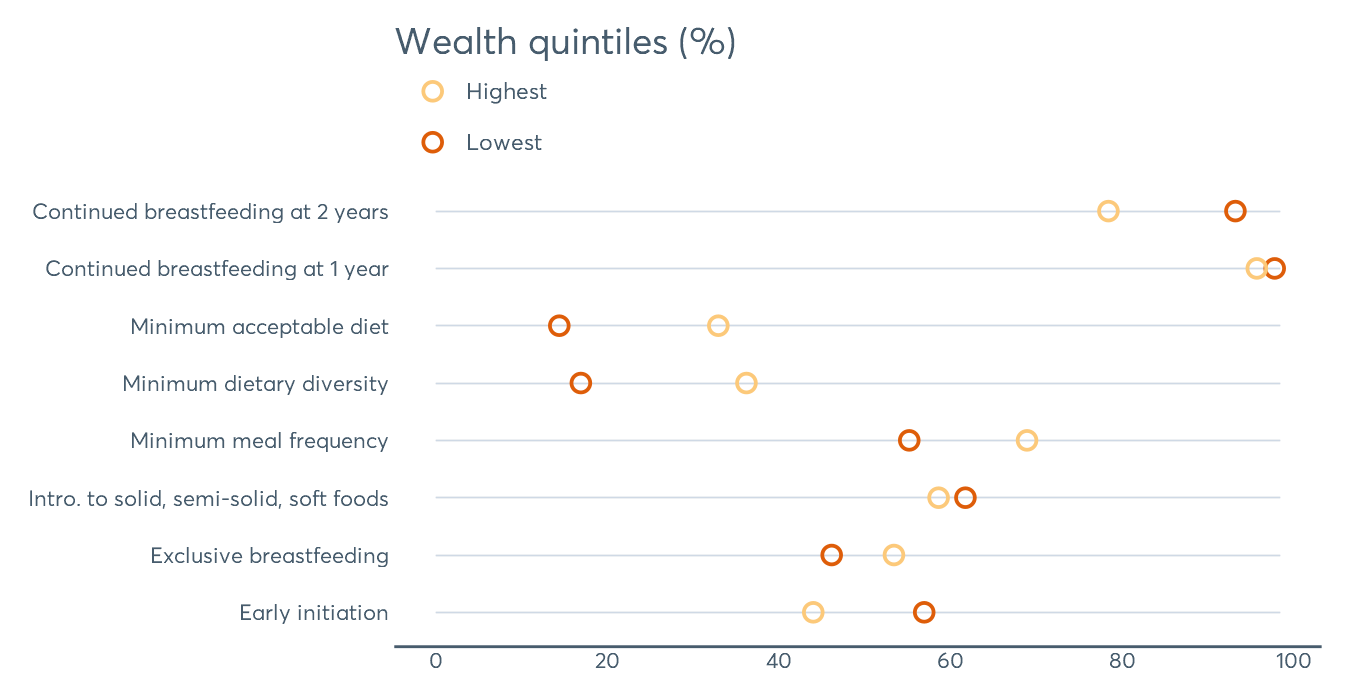 Wealth quintiles (%)
Highest
Lowest
Continued breastfeeding at 2 years
Continued breastfeeding at 1 year
Minimum acceptable diet
Minimum dietary diversity
Minimum meal frequency
Intro. to solid, semi-solid, soft foods
Exclusive breastfeeding
Early initiation
0 20 40 60 80 100